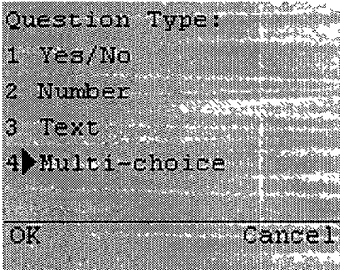 Question Type:
1 Yes/No
2 Number
3 Text
4▶Multi-choice
OK Cancel